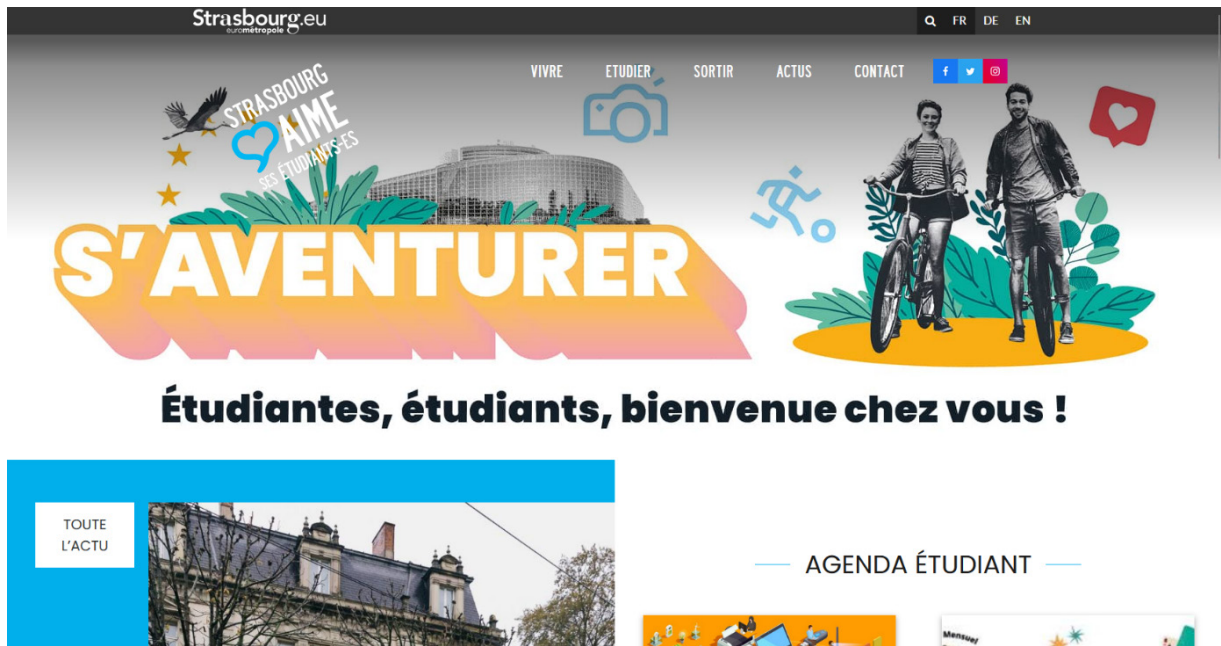 Strasbourg.eu
eurométropole
FR DE EN
VIVRE ETUDIER SORTIR ACTUS CONTACT
STRASBOURG
AIME
SES ÉTUDIANTS·ES
S'AVENTURER
Étudiantes, étudiants, bienvenue chez vous !
TOUTE
L'ACTU
AGENDA ÉTUDIANT
Mensuel